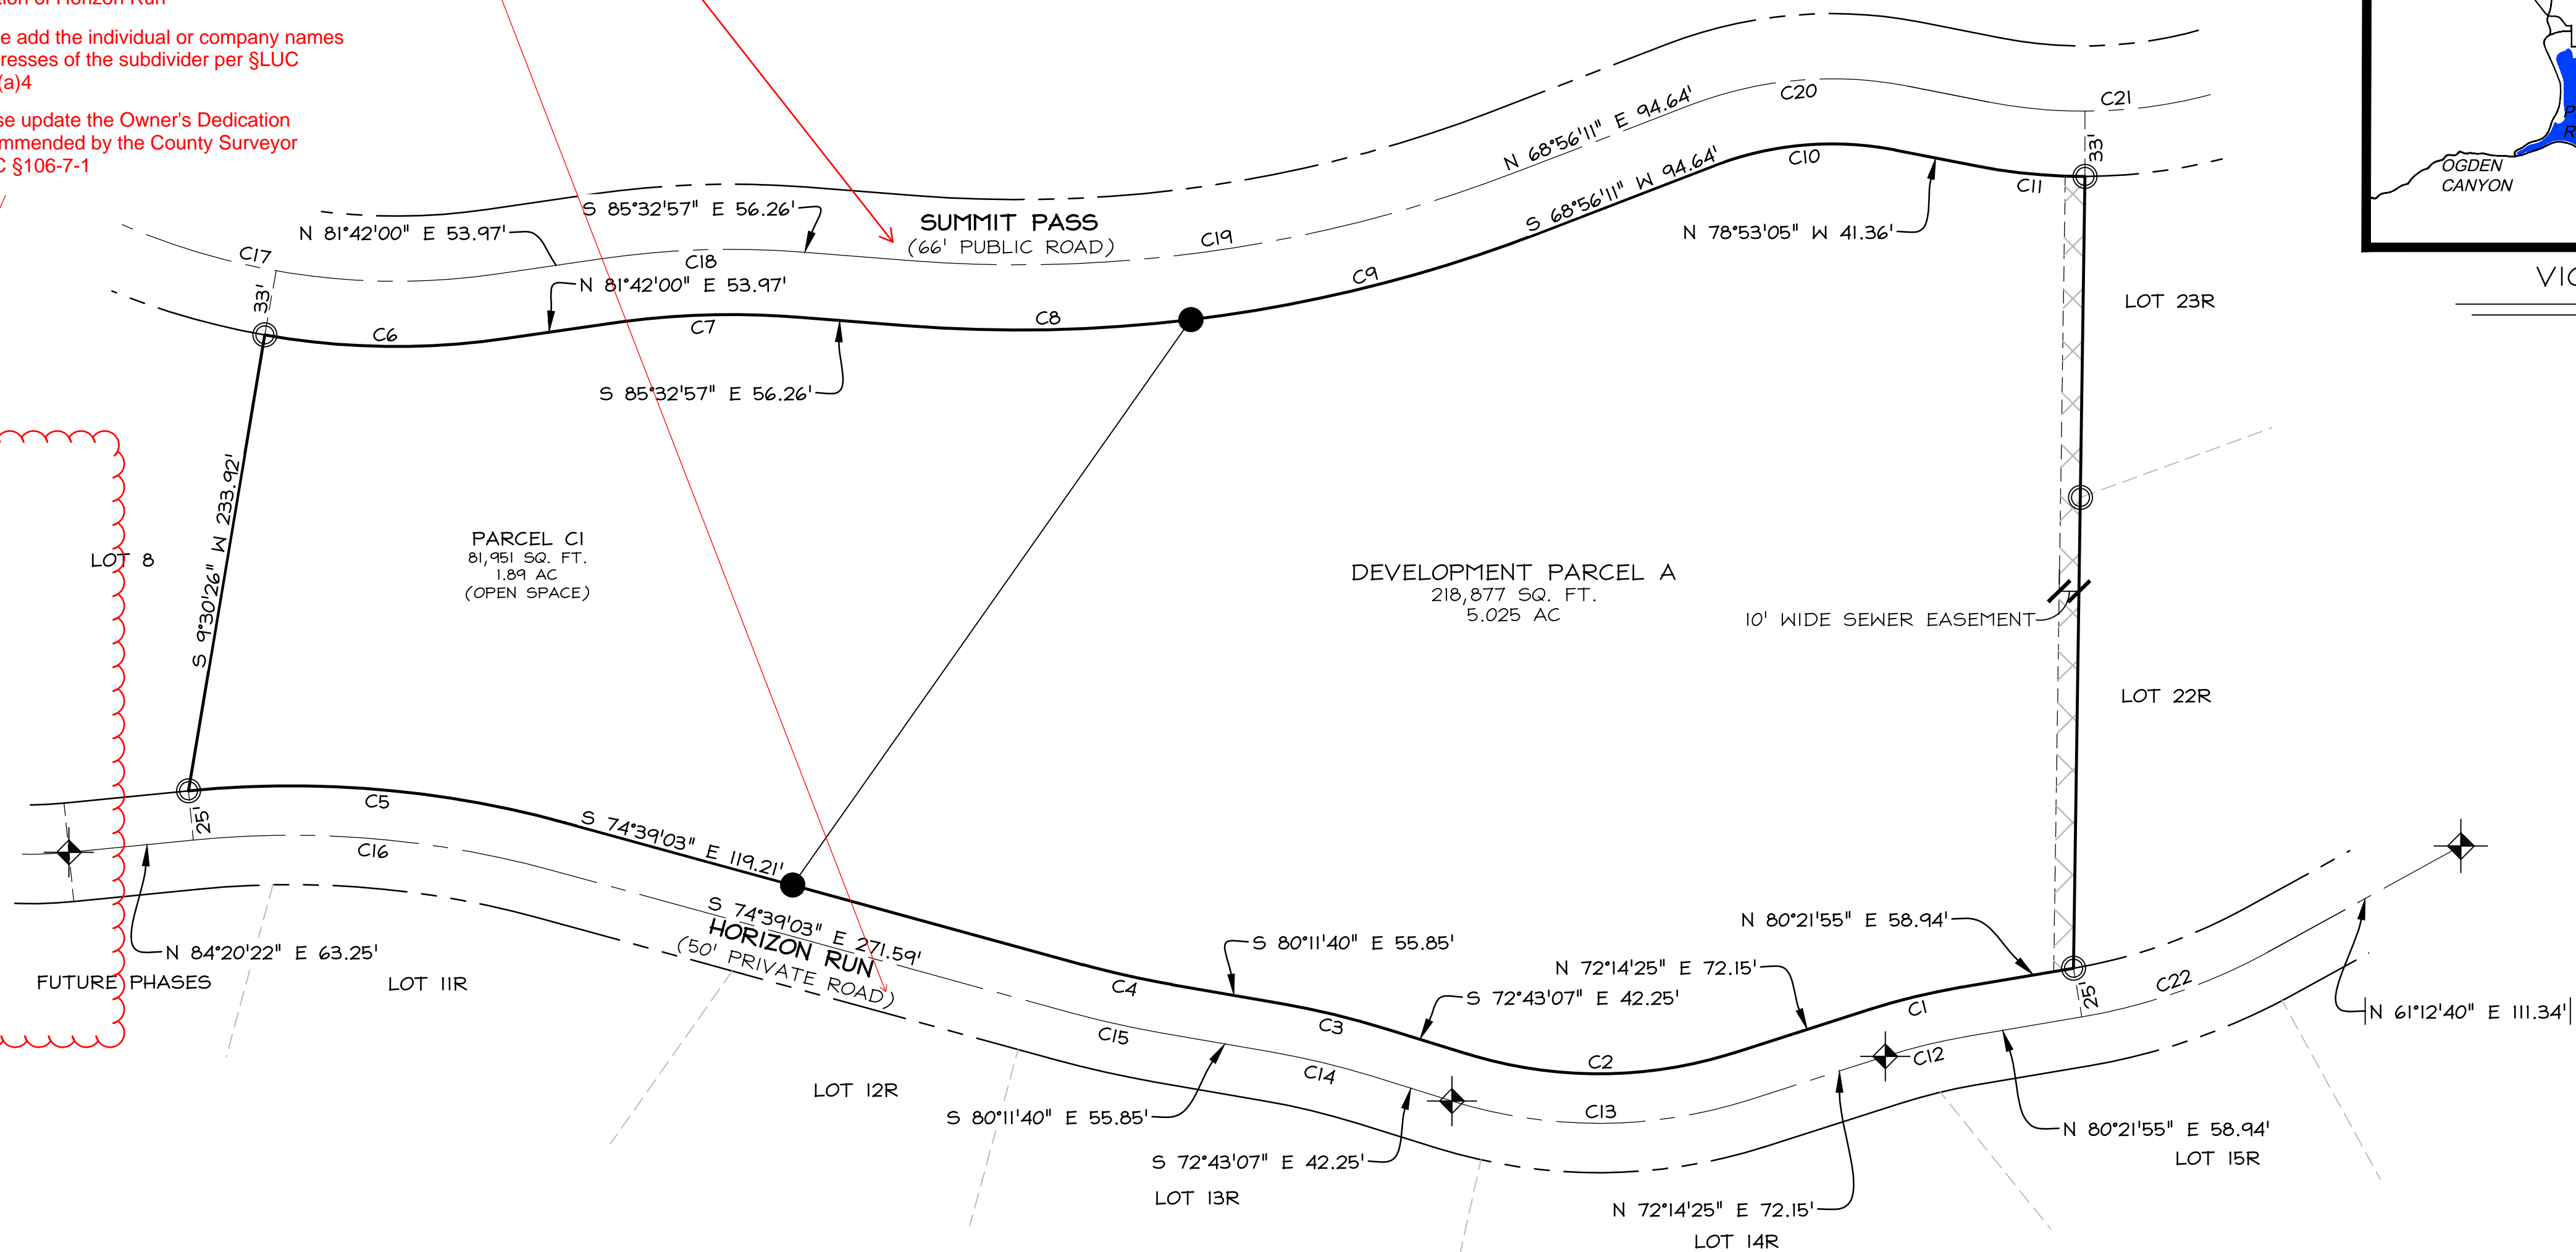 tion of Horizon Run
e add the individual or company names
resses of the subdivider per §LUC
(a)4
se update the Owner's Dedication
mmended by the County Surveyor
C §106-7-1
C20
C21
N 68°56'11" E 94.64'
33'
C10
S 68°56'11" W 94.64'
C11
OGDEN
CANYON
S 85°32'57" E 56.26'
SUMMIT PASS
(66' PUBLIC ROAD)
N 81°42'00" E 53.97'
C19
N 78°53'05" W 41.36'
C17
C18
33'
N 81°42'00" E 53.97'
C9
VIC
LOT 23R
C6
C7
C8
S 85°32'57" E 56.26'
S 9°30'26" W 233.92'
LOT 8
PARCEL C1
81,951 SQ. FT.
1.89 AC
(OPEN SPACE)
DEVELOPMENT PARCEL A
218,877 SQ. FT.
5.025 AC
10' WIDE SEWER EASEMENT
LOT 22R
C5
25'
C16
S 74°39'03" E 119.21'
S 74°39'03" E 271.59'
HORIZON RUN
(50' PRIVATE ROAD)
N 84°20'22" E 63.25'
FUTURE PHASES
LOT 11R
N 80°21'55" E 58.94'
S 80°11'40" E 55.85'
N 72°14'25" E 72.15'
S 72°43'07" E 42.25'
C4
C3
C1
25'
C22
N 61°12'40" E 111.34'
C15
C2
C14
C12
C13
LOT 12R
S 80°11'40" E 55.85'
N 80°21'55" E 58.94'
S 72°43'07" E 42.25'
LOT 15R
LOT 13R
N 72°14'25" E 72.15'
LOT 14R